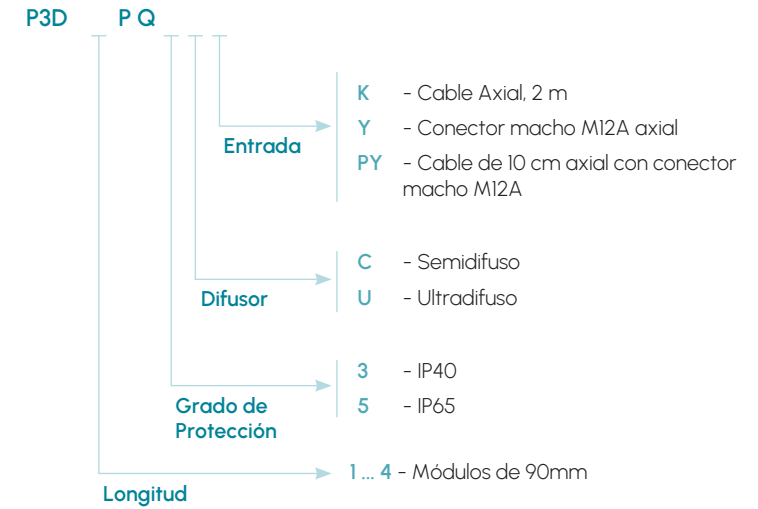 P3D P Q
K - Cable Axial, 2 m
Y - Conector macho M12A axial
Entrada
PY - Cable de 10 cm axial con conector
macho M12A
C - Semidifuso
Difusor
U - Ultradifuso
3 - IP40
Grado de
Protección
5 - IP65
1 ... 4 - Módulos de 90mm
Longitud